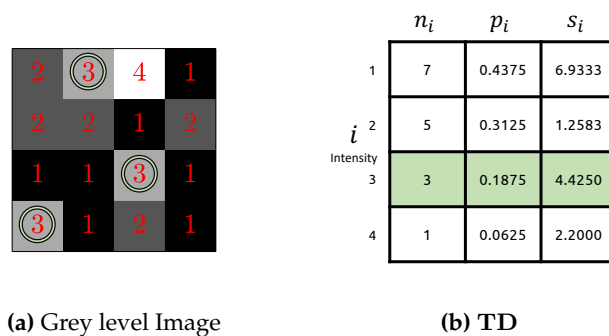 2 3 4 1
2 2 1 2
1 1 3 1
3 1 2 1
(a) Grey level Image
n_i p_i s_i
1 7 0.4375 6.9333
2 5 0.3125 1.2583
i
Intensity
3 3 0.1875 4.4250
4 1 0.0625 2.2000
(b) TD